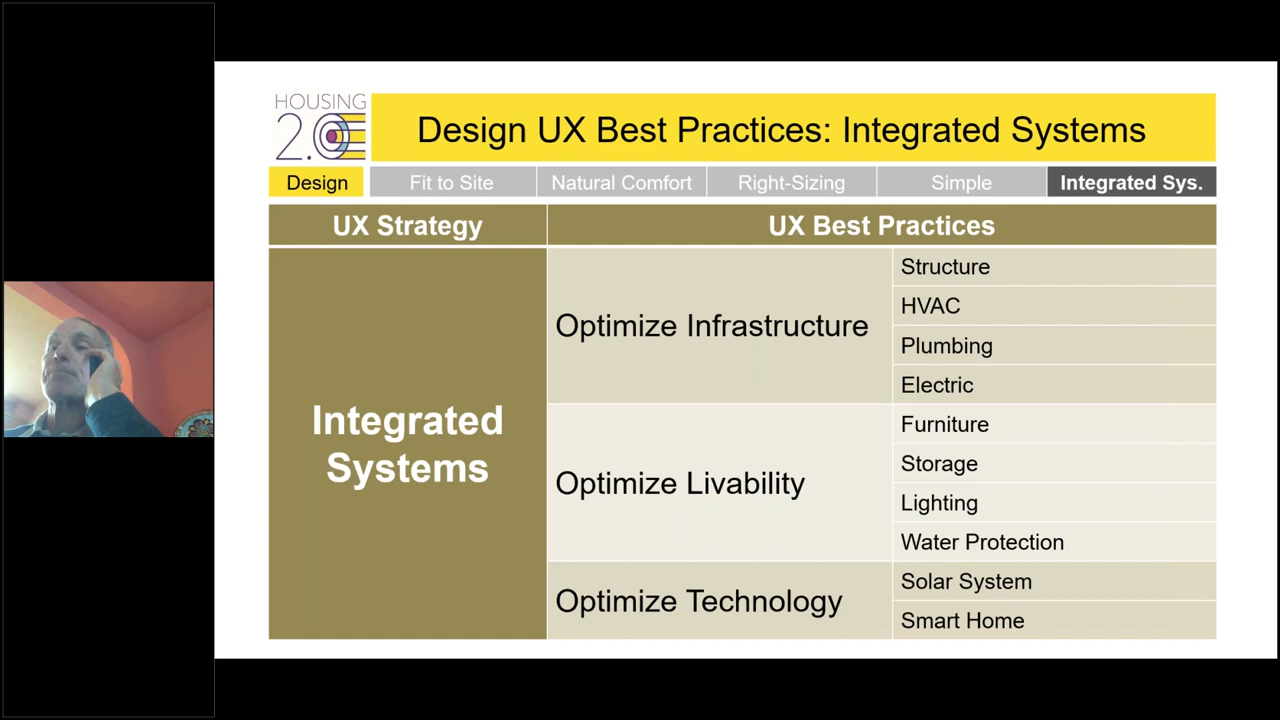 HOUSING
2.0
Design UX Best Practices: Integrated Systems
Design
Fit to Site
Natural Comfort
Right-Sizing
Simple
Integrated Sys.
UX Strategy
UX Best Practices
Integrated
Systems
Optimize Infrastructure
Structure
HVAC
Plumbing
Electric
Optimize Livability
Furniture
Storage
Lighting
Water Protection
Optimize Technology
Solar System
Smart Home